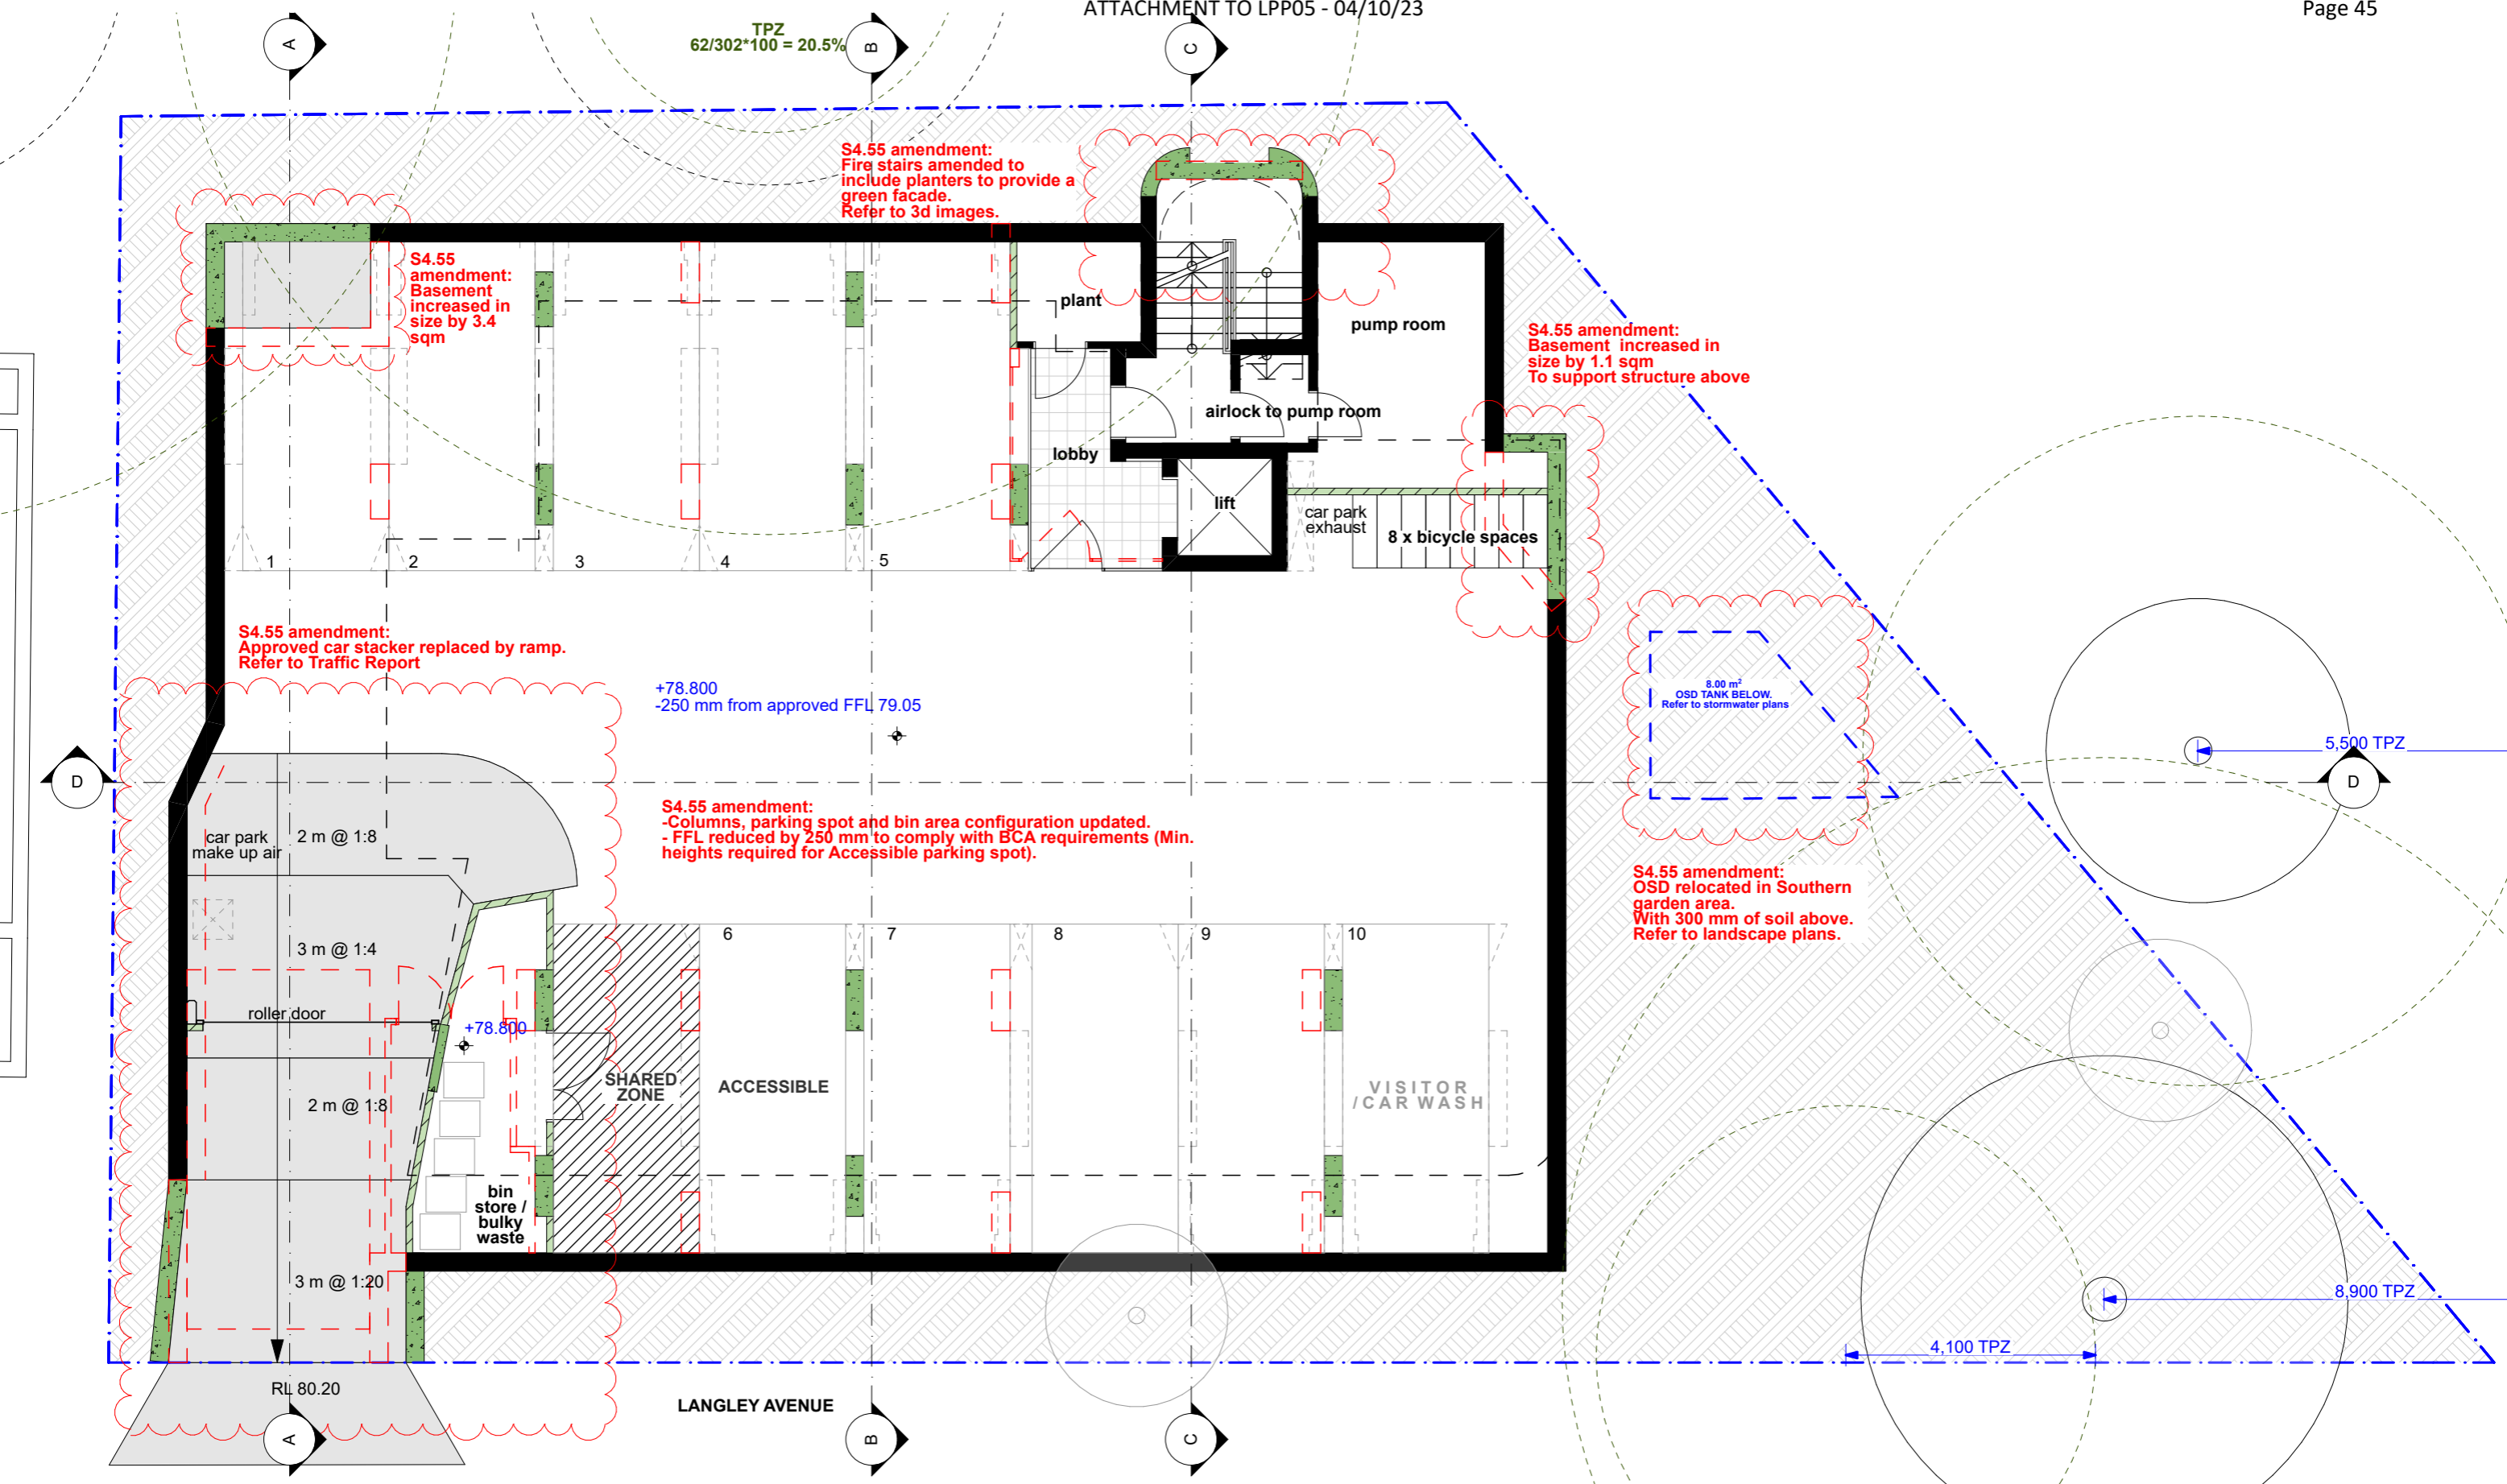 ATTACHMENT TO LPP05 - 04/10/23
Page 45
A
TPZ
62/302*100 = 20.5%
B
C
S4.55 amendment:
Fire stairs amended to
include planters to provide a
green facade.
Refer to 3d images.
S4.55
amendment:
Basement
increased in
size by 3.4
sqm
plant
pump room
S4.55 amendment:
Basement increased in
size by 1.1 sqm
To support structure above
airlock to pump room
lobby
lift
car park
exhaust
8 x bicycle spaces
1
2
3
4
5
S4.55 amendment:
Approved car stacker replaced by ramp.
Refer to Traffic Report
+78.800
-250 mm from approved FFL 79.05
8.00 m²
OSD TANK BELOW.
Refer to stormwater plans
5,500 TPZ
D
D
S4.55 amendment:
-Columns, parking spot and bin area configuration updated.
- FFL reduced by 250 mm to comply with BCA requirements (Min.
heights required for Accessible parking spot).
car park
make up air
2 m @ 1:8
S4.55 amendment:
OSD relocated in Southern
garden area.
With 300 mm of soil above.
Refer to landscape plans.
6
7
8
9
10
3 m @ 1:4
roller door
+78.800
SHARED
ZONE
ACCESSIBLE
VISITOR
/CAR WASH
2 m @ 1:8
bin
store /
bulky
waste
3 m @ 1:20
8,900 TPZ
4,100 TPZ
RL 80.20
LANGLEY AVENUE
A
B
C